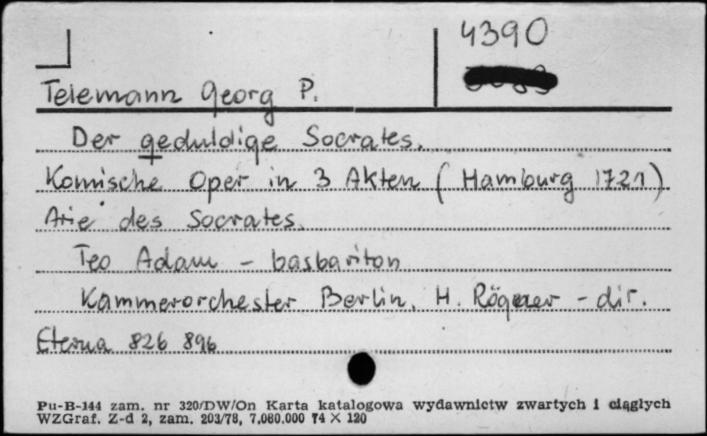 4390
Telemann Georg P.
Der geduldige Socrates.
Komische Oper in 3 Akten (Hamburg 1721)
Arie des Socrates.
Teo Adam - basbariton
Kammerorchester Berlin, H. Rögner - dir.
Eterna 826 896
Pu-B-144 zam. nr 320/DW/On Karta katalogowa wydawnictw zwartych i ciągłych
WZGraf. Z-d 2, zam. 203/78, 7.080.000 74 × 120